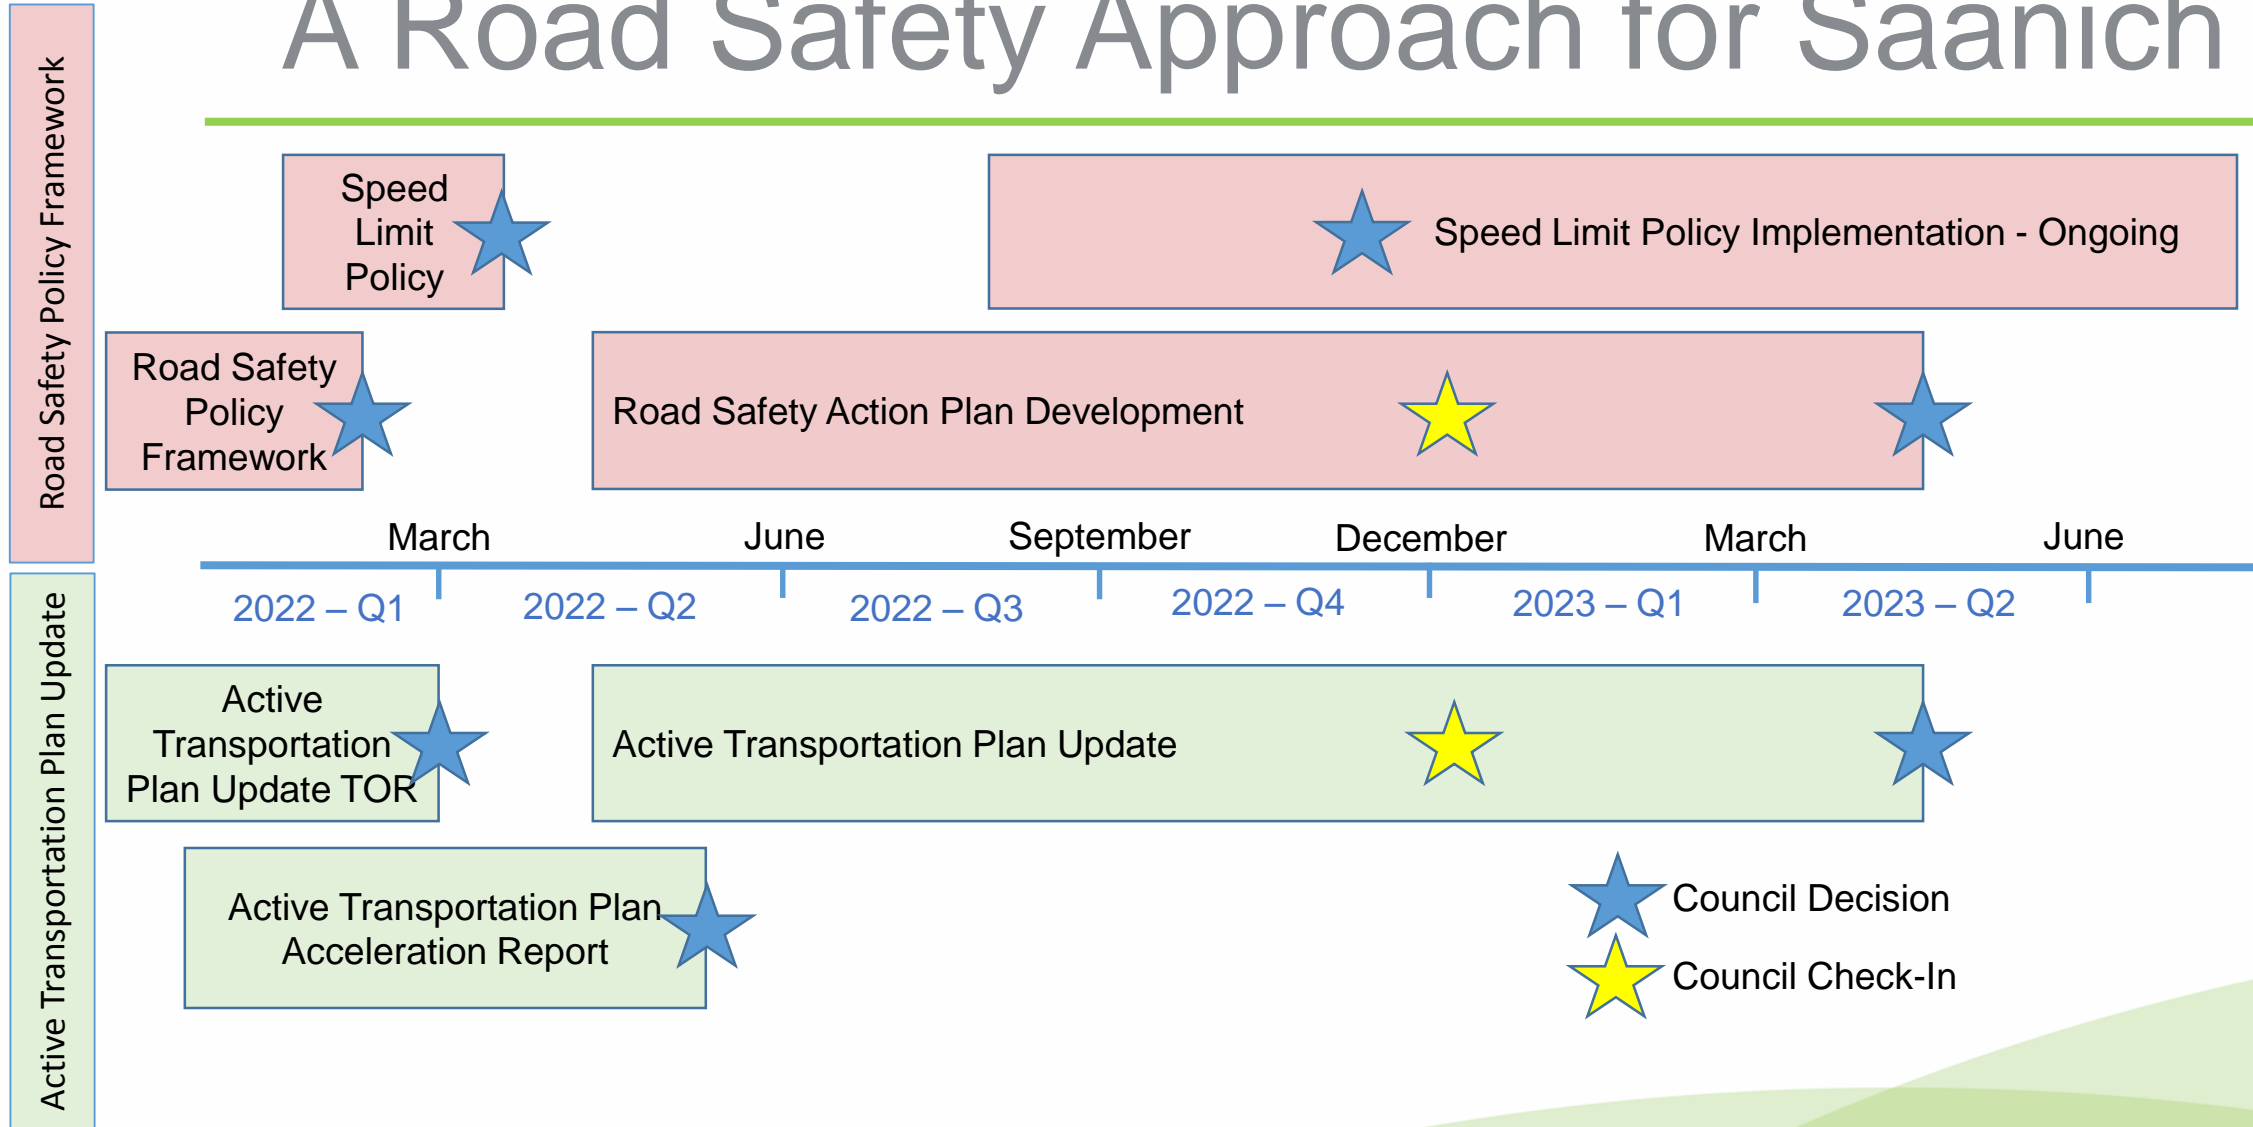 A Road Safety Approach for Saanich
Road Safety Policy Framework
Speed
Limit
Policy
Speed Limit Policy Implementation - Ongoing
Road Safety
Policy
Framework
Road Safety Action Plan Development
March
June
September
December
March
June
2022 – Q1
2022 – Q2
2022 – Q3
2022 – Q4
2023 – Q1
2023 – Q2
Active Transportation Plan Update
Active
Transportation
Plan Update TOR
Active Transportation Plan Update
Active Transportation Plan
Acceleration Report
Council Decision
Council Check-In